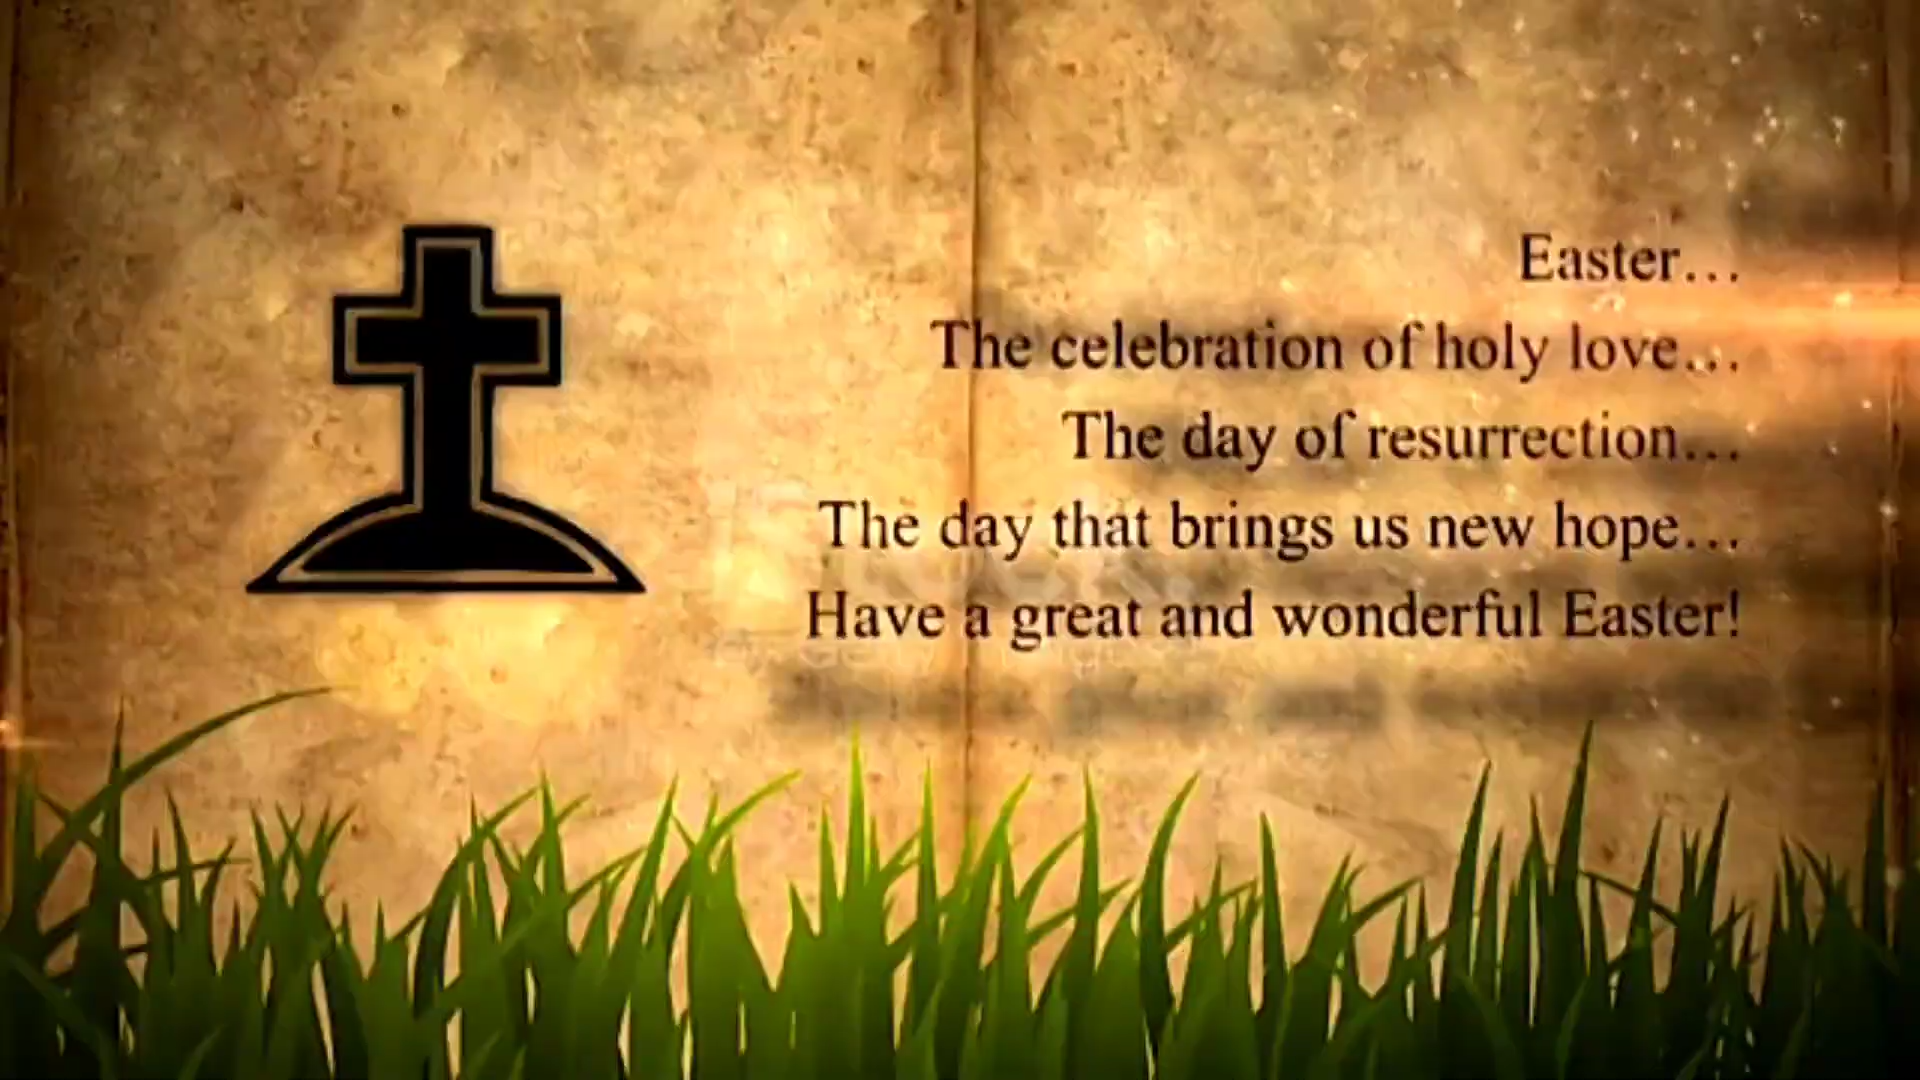 Easter...
The celebration of holy love...
The day of resurrection...
The day that brings us new hope...
Have a great and wonderful Easter!